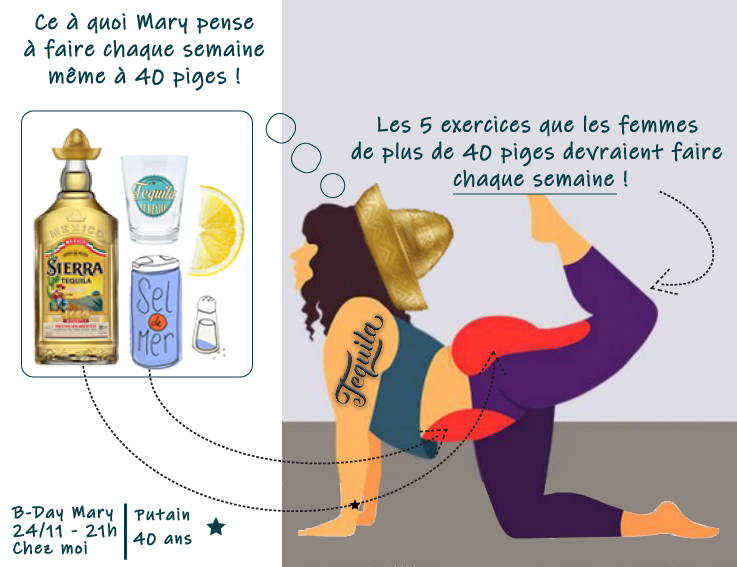 Ce à quoi Mary pense
à faire chaque semaine
même à 40 piges !
Les 5 exercices que les femmes
de plus de 40 piges devraient faire
chaque semaine !
MEXICO
SIERRA
TEQUILA
Tequila
Sel
de
Mer
Tequila
B-Day Mary
24/11 - 21h
Chez moi
Putain
40 ans